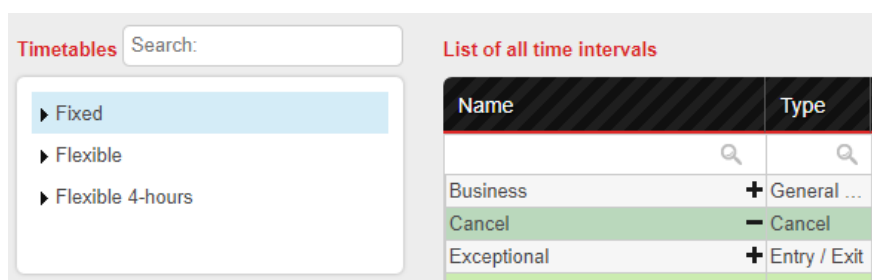 Timetables Search:
Fixed
Flexible
Flexible 4-hours
List of all time intervals
Name Type
Business + General ...
Cancel − Cancel
Exceptional + Entry / Exit